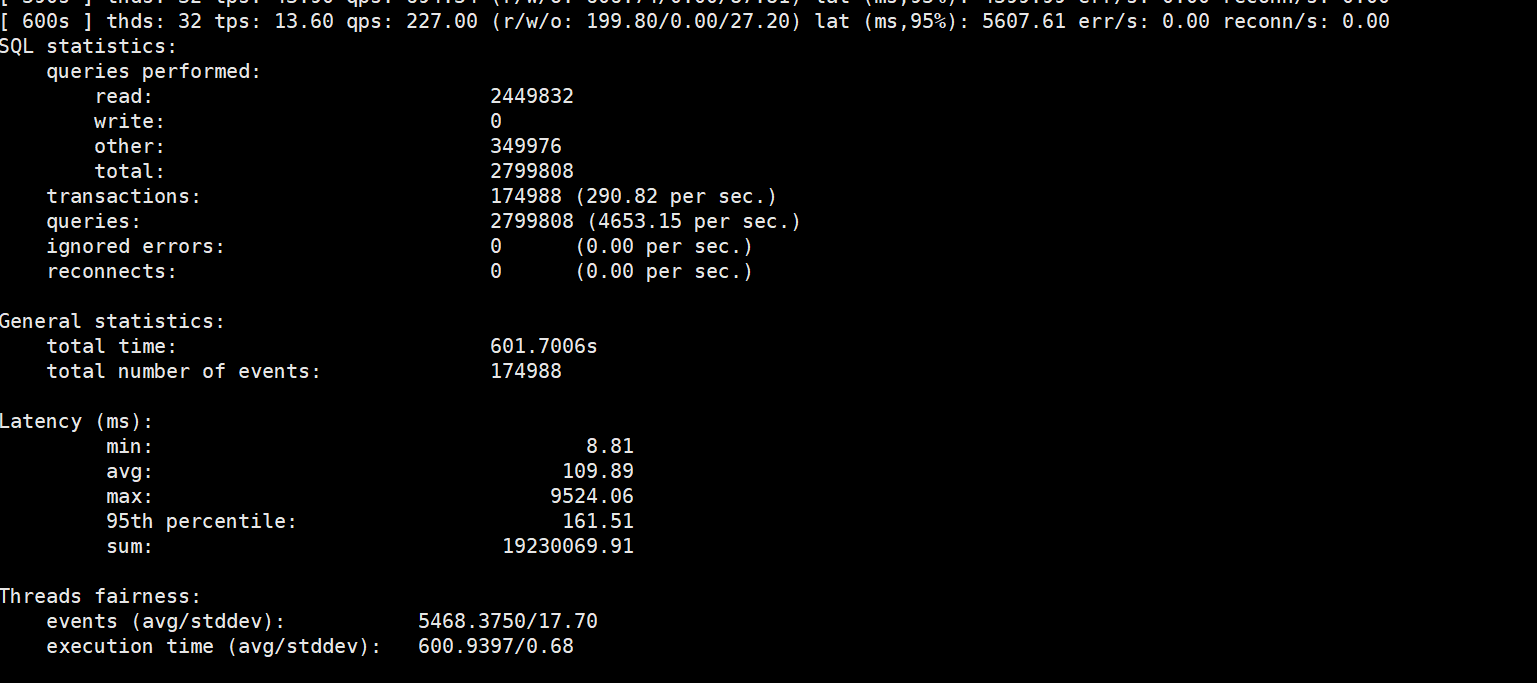 [ 600s ] thds: 32 tps: 13.60 qps: 227.00 (r/w/o: 199.80/0.00/27.20) lat (ms,95%): 5607.61 err/s: 0.00 reconn/s: 0.00
SQL statistics:
    queries performed:
        read:                            2449832
        write:                           0
        other:                           349976
        total:                           2799808
    transactions:                        174988 (290.82 per sec.)
    queries:                             2799808 (4653.15 per sec.)
    ignored errors:                      0      (0.00 per sec.)
    reconnects:                          0      (0.00 per sec.)

General statistics:
    total time:                          601.7006s
    total number of events:              174988

Latency (ms):
         min:                                    8.81
         avg:                                  109.89
         max:                                 9524.06
         95th percentile:                      161.51
         sum:                             19230069.91

Threads fairness:
    events (avg/stddev):           5468.3750/17.70
    execution time (avg/stddev):   600.9397/0.68